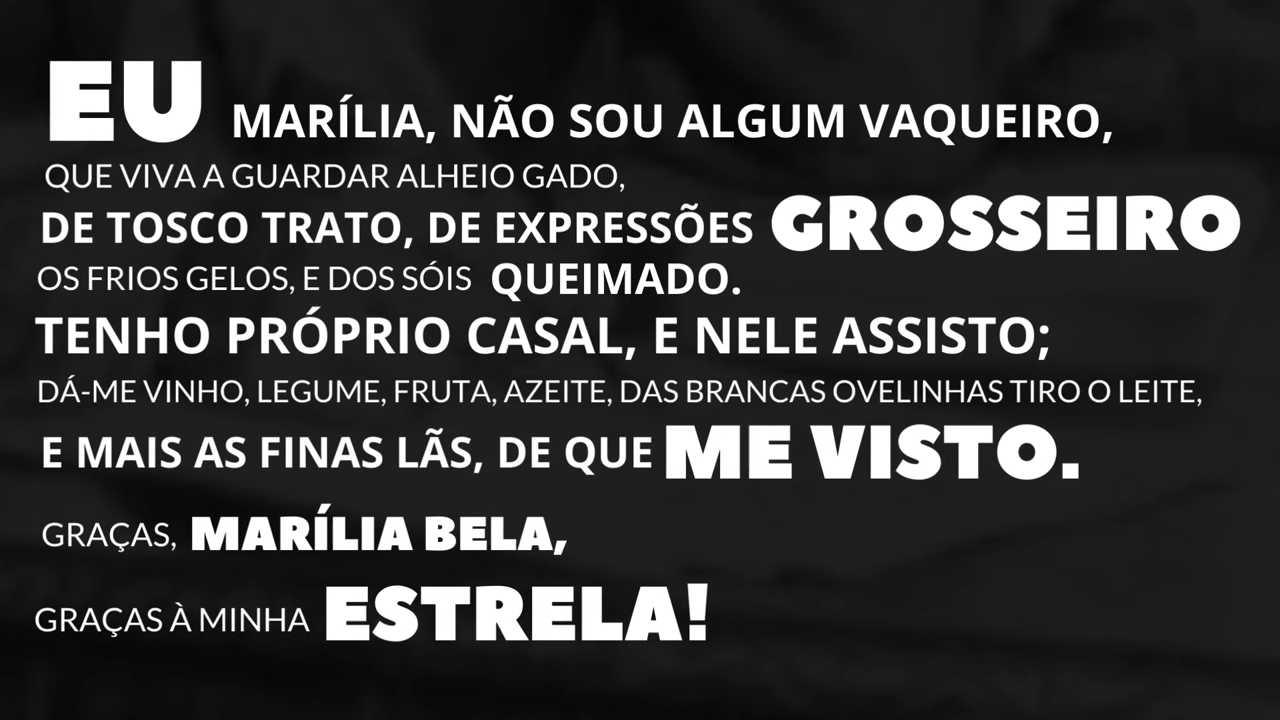 EU MARÍLIA, NÃO SOU ALGUM VAQUEIRO,
QUE VIVA A GUARDAR ALHEIO GADO,
DE TOSCO TRATO, DE EXPRESSÕES GROSSEIRO
OS FRIOS GELOS, E DOS SÓIS QUEIMADO.
TENHO PRÓPRIO CASAL, E NELE ASSISTO;
DÁ-ME VINHO, LEGUME, FRUTA, AZEITE, DAS BRANCAS OVELINHAS TIRO O LEITE,
E MAIS AS FINAS LÃS, DE QUE ME VISTO.
GRAÇAS, MARÍLIA BELA,
GRAÇAS À MINHA ESTRELA!